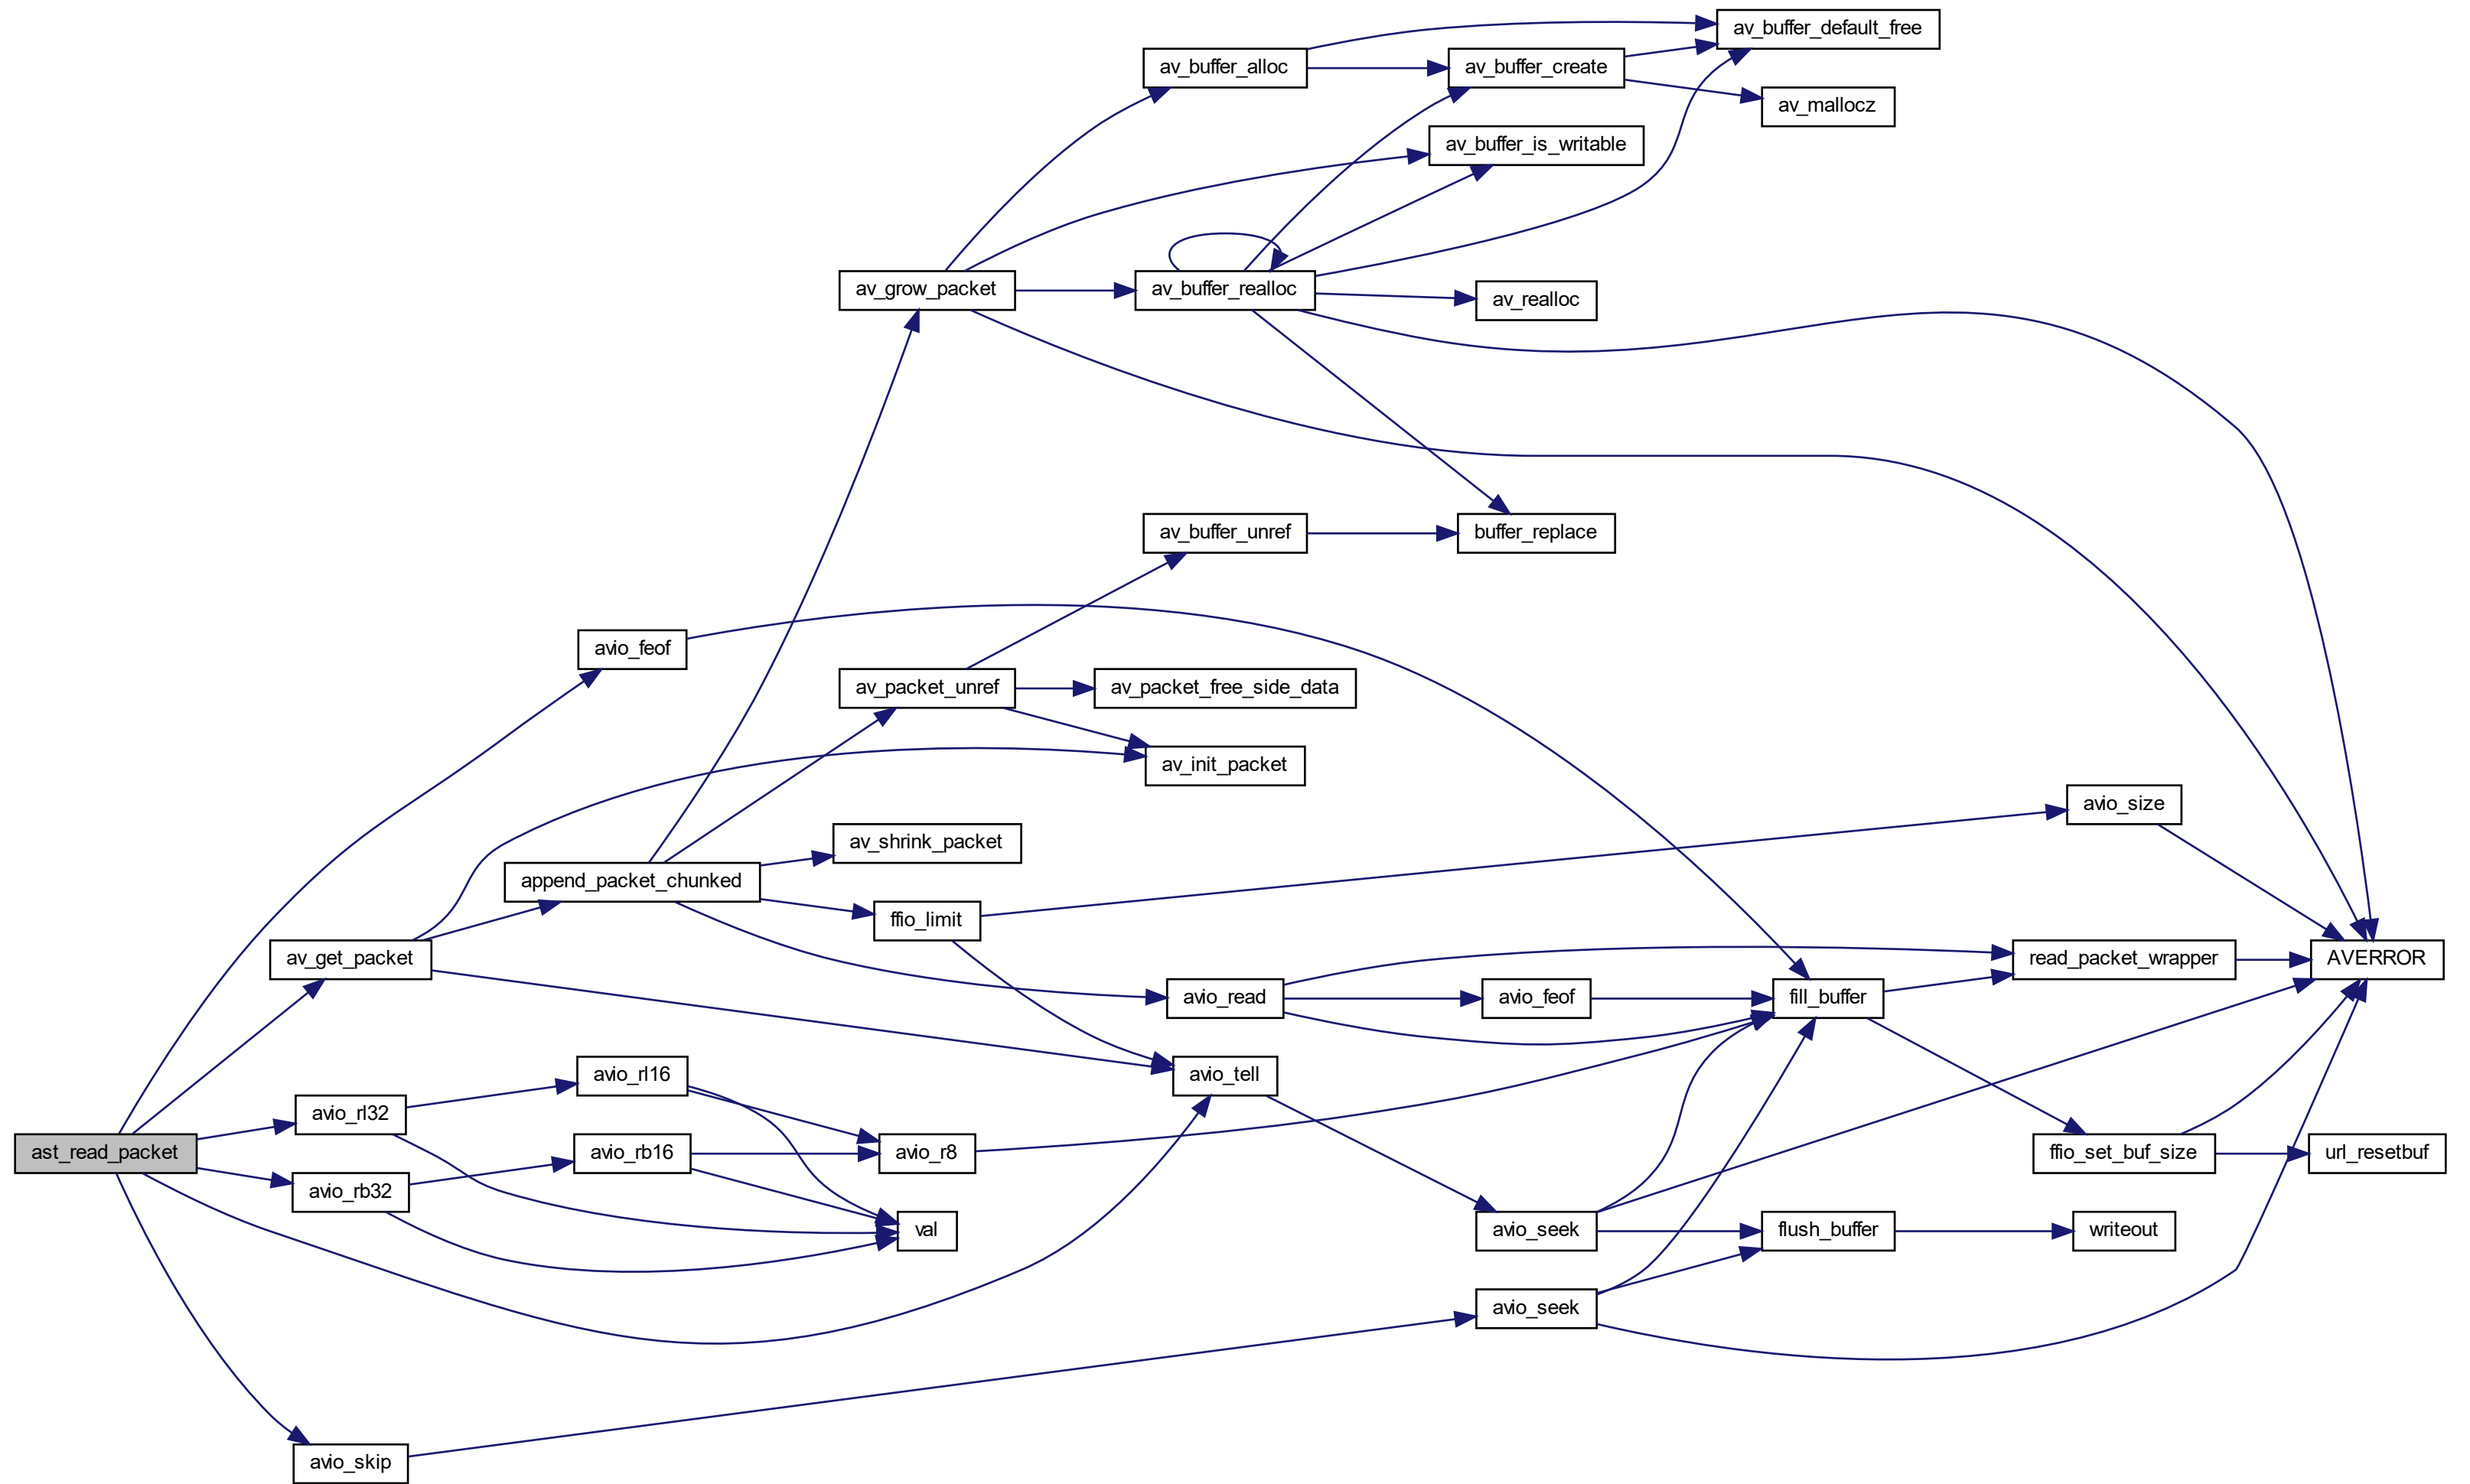 av_buffer_default_free
av_buffer_alloc
av_buffer_create
av_mallocz
av_buffer_is_writable
av_grow_packet
av_buffer_realloc
av_realloc
av_buffer_unref
buffer_replace
avio_feof
av_packet_unref
av_packet_free_side_data
av_init_packet
avio_size
av_shrink_packet
append_packet_chunked
ffio_limit
av_get_packet
read_packet_wrapper
AVERROR
avio_read
avio_feof
fill_buffer
avio_rl16
avio_tell
avio_rl32
ast_read_packet
avio_rb16
avio_r8
ffio_set_buf_size
url_resetbuf
avio_rb32
val
avio_seek
flush_buffer
writeout
avio_seek
avio_skip